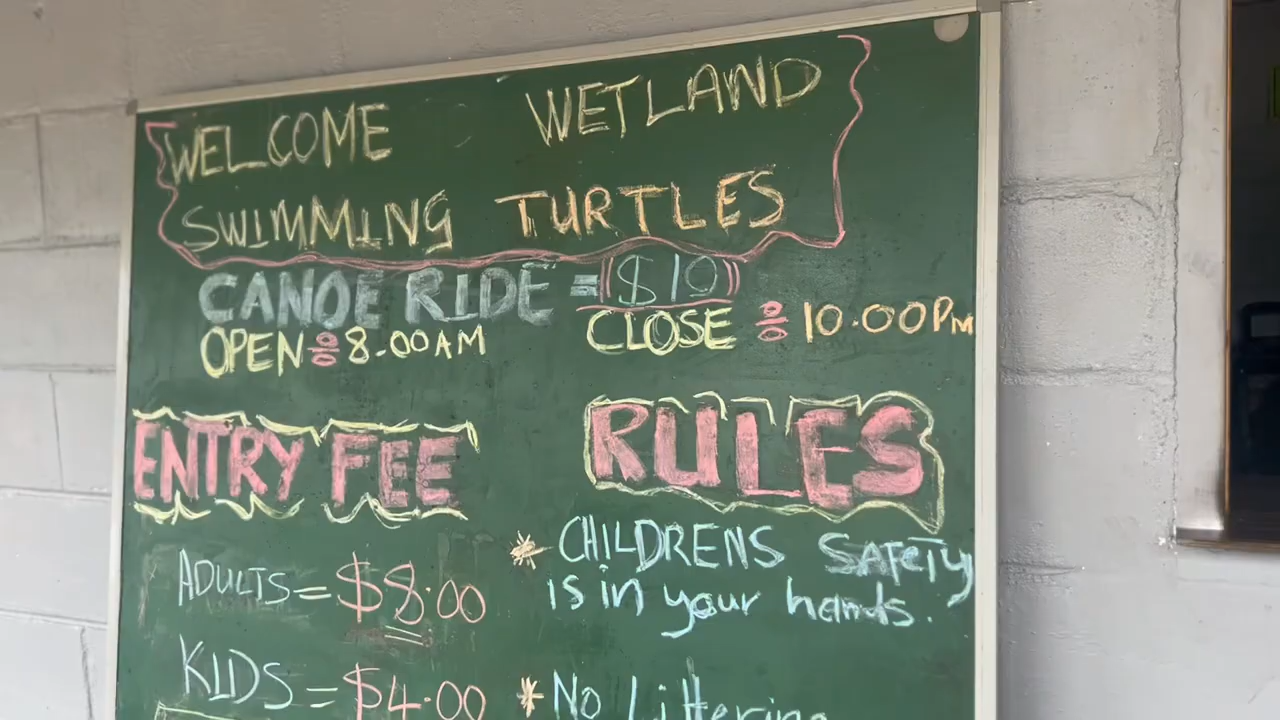 WELCOME WETLAND
SWIMMING TURTLES
CANOE RIDE = $10
OPEN : 8.00AM CLOSE : 10.00PM
ENTRY FEE
ADULTS = $8.00
KIDS = $4.00
RULES
* CHILDRENS SAFETY
is in your hands.
* No Littering